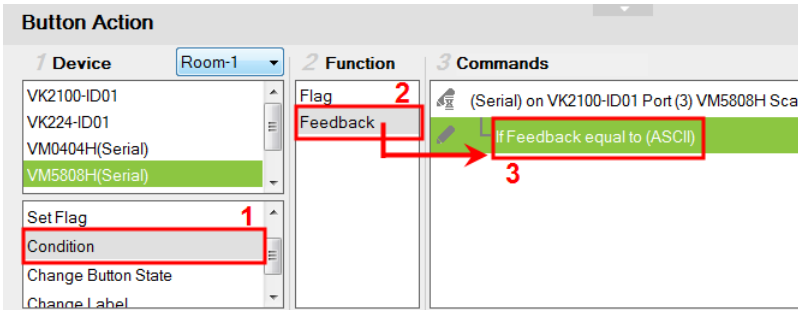 Button Action
1 Device
Room-1
2 Function
3 Commands
VK2100-ID01
VK224-ID01
VM0404H(Serial)
VM5808H(Serial)
Set Flag
Condition
Change Button State
Change Label
1
Flag
Feedback
2
(Serial) on VK2100-ID01 Port (3) VM5808H Sca
If Feedback equal to (ASCII)
3